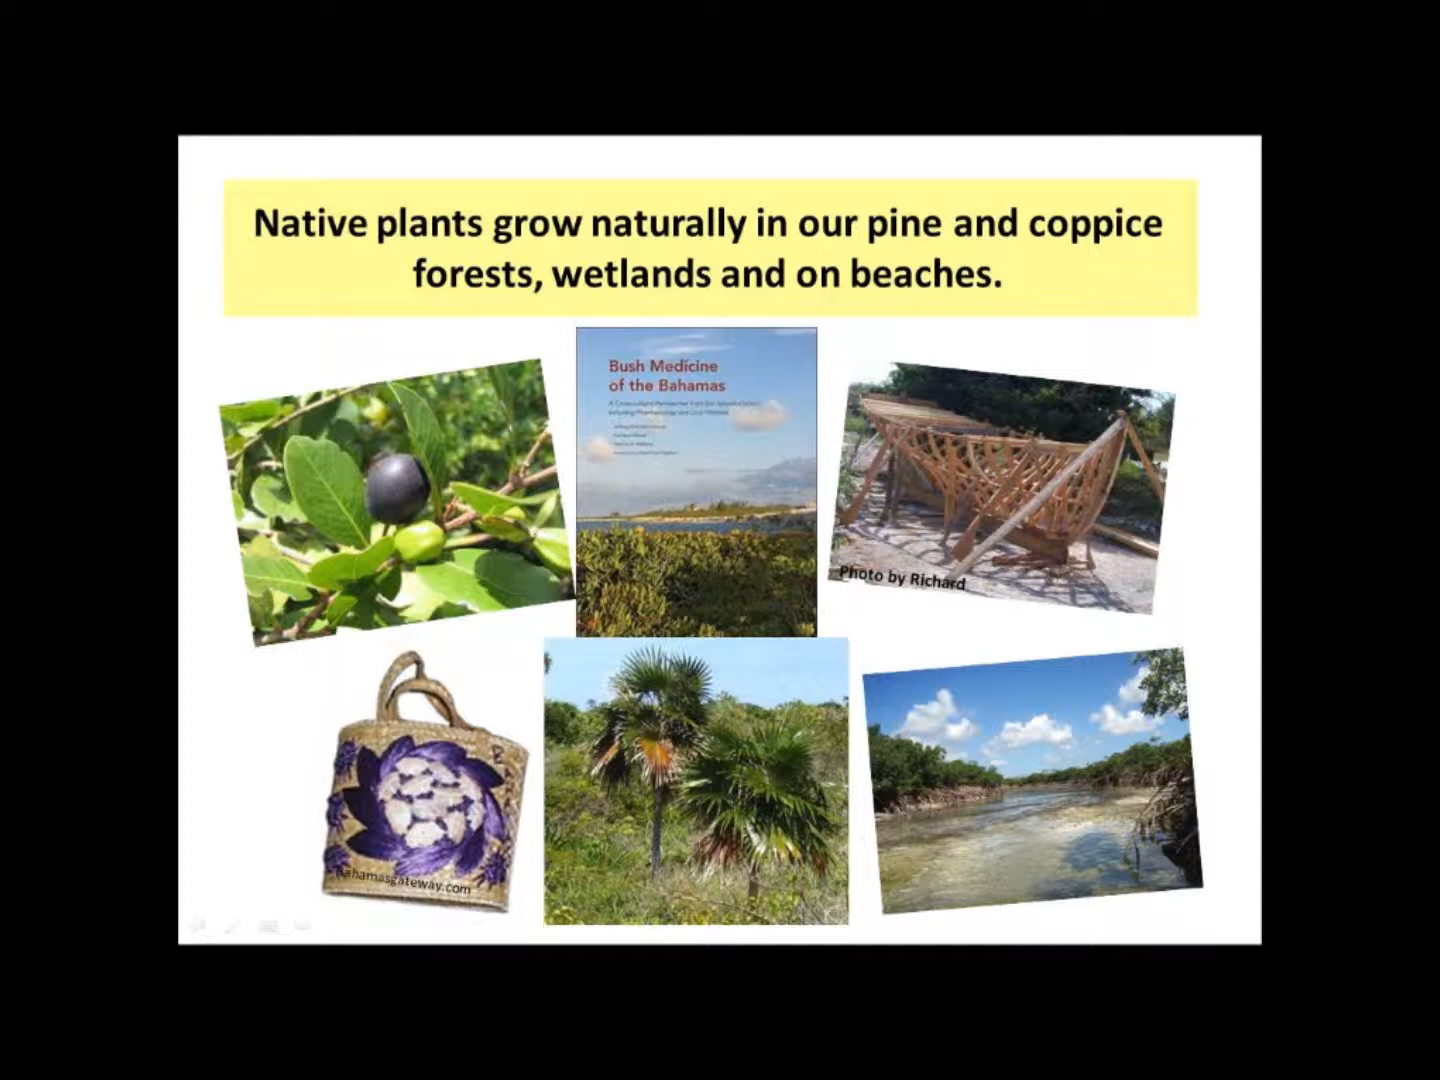 Native plants grow naturally in our pine and coppice
forests, wetlands and on beaches.
Bush Medicine
of the Bahamas
Photo by Richard
bahamasgateway.com